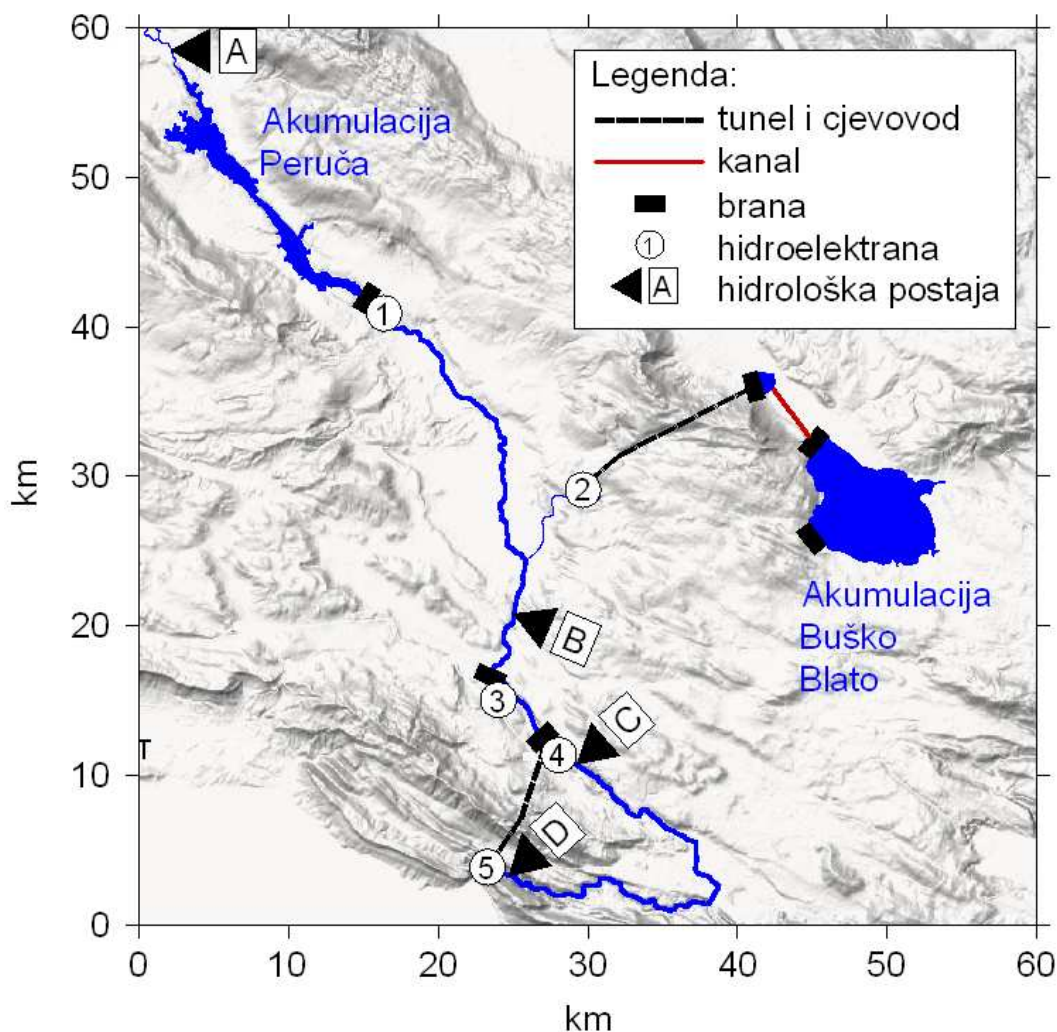 60
50
40
30
20
10
0
km
0
10
20
30
40
50
60
km
Legenda:
tunel i cjevovod
kanal
brana
1
hidroelektrana
A
hidrološka postaja
A
Akumulacija
Peruča
1
2
Akumulacija
Buško
Blato
B
3
C
4
T
D
5